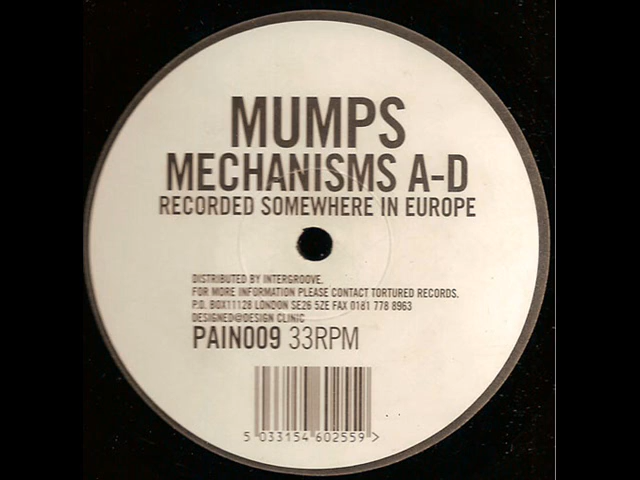 MUMPS
MECHANISMS A-D
RECORDED SOMEWHERE IN EUROPE
DISTRIBUTED BY INTERGROOVE.
FOR MORE INFORMATION PLEASE CONTACT TORTURED RECORDS.
P.O. BOX11128 LONDON SE26 5ZE FAX 0181 778 8963
DESIGNED@DESIGN CLINIC
PAIN009 33RPM
5 033154 602559 >